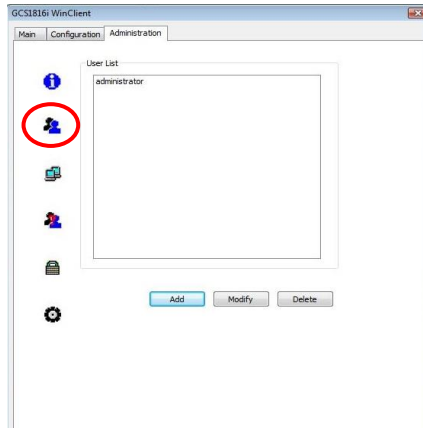 GCS1816i WinClient
Main Configuration Administration
User List
administrator
Add Modify Delete